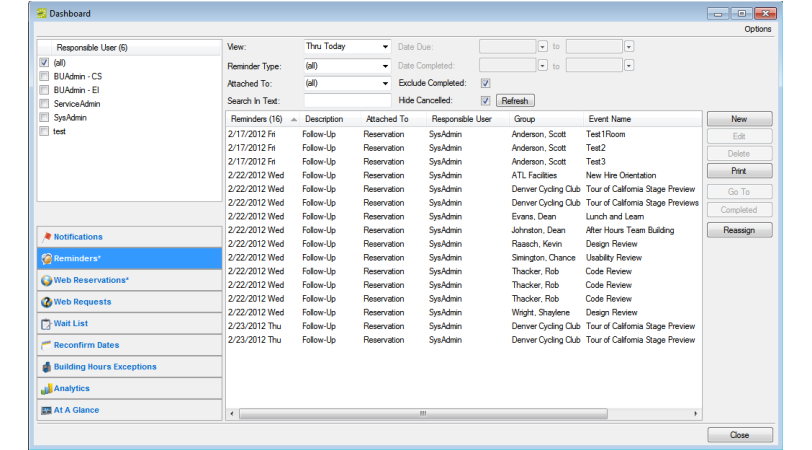 Dashboard
Options
Responsible User (6)
(all)
BUAdmin - CS
BUAdmin - EI
ServiceAdmin
SysAdmin
test
View: Thru Today Date Due: to
Reminder Type: (all) Date Completed: to
Attached To: (all) Exclude Completed:
Search In Text: Hide Cancelled: Refresh
Reminders (16) Description Attached To Responsible User Group Event Name
2/17/2012 Fri Follow-Up Reservation SysAdmin Anderson, Scott Test1Room
2/17/2012 Fri Follow-Up Reservation SysAdmin Anderson, Scott Test2
2/17/2012 Fri Follow-Up Reservation SysAdmin Anderson, Scott Test3
2/22/2012 Wed Follow-Up Reservation SysAdmin ATL Facilities New Hire Orientation
2/22/2012 Wed Follow-Up Reservation SysAdmin Denver Cycling Club Tour of California Stage Preview
2/22/2012 Wed Follow-Up Reservation SysAdmin Denver Cycling Club Tour of California Stage Previews
2/22/2012 Wed Follow-Up Reservation SysAdmin Evans, Dean Lunch and Learn
2/22/2012 Wed Follow-Up Reservation SysAdmin Johnston, Dean After Hours Team Building
2/22/2012 Wed Follow-Up Reservation SysAdmin Raasch, Kevin Design Review
2/22/2012 Wed Follow-Up Reservation SysAdmin Simington, Chance Usability Review
2/22/2012 Wed Follow-Up Reservation SysAdmin Thacker, Rob Code Review
2/22/2012 Wed Follow-Up Reservation SysAdmin Thacker, Rob Code Review
2/22/2012 Wed Follow-Up Reservation SysAdmin Thacker, Rob Code Review
2/22/2012 Wed Follow-Up Reservation SysAdmin Wright, Shaylene Design Review
2/23/2012 Thu Follow-Up Reservation SysAdmin Denver Cycling Club Tour of California Stage Preview
2/23/2012 Thu Follow-Up Reservation SysAdmin Denver Cycling Club Tour of California Stage Preview
New
Edit
Delete
Print
Go To
Completed
Reassign
Notifications
Reminders*
Web Reservations*
Web Requests
Wait List
Reconfirm Dates
Building Hours Exceptions
Analytics
At A Glance
Close